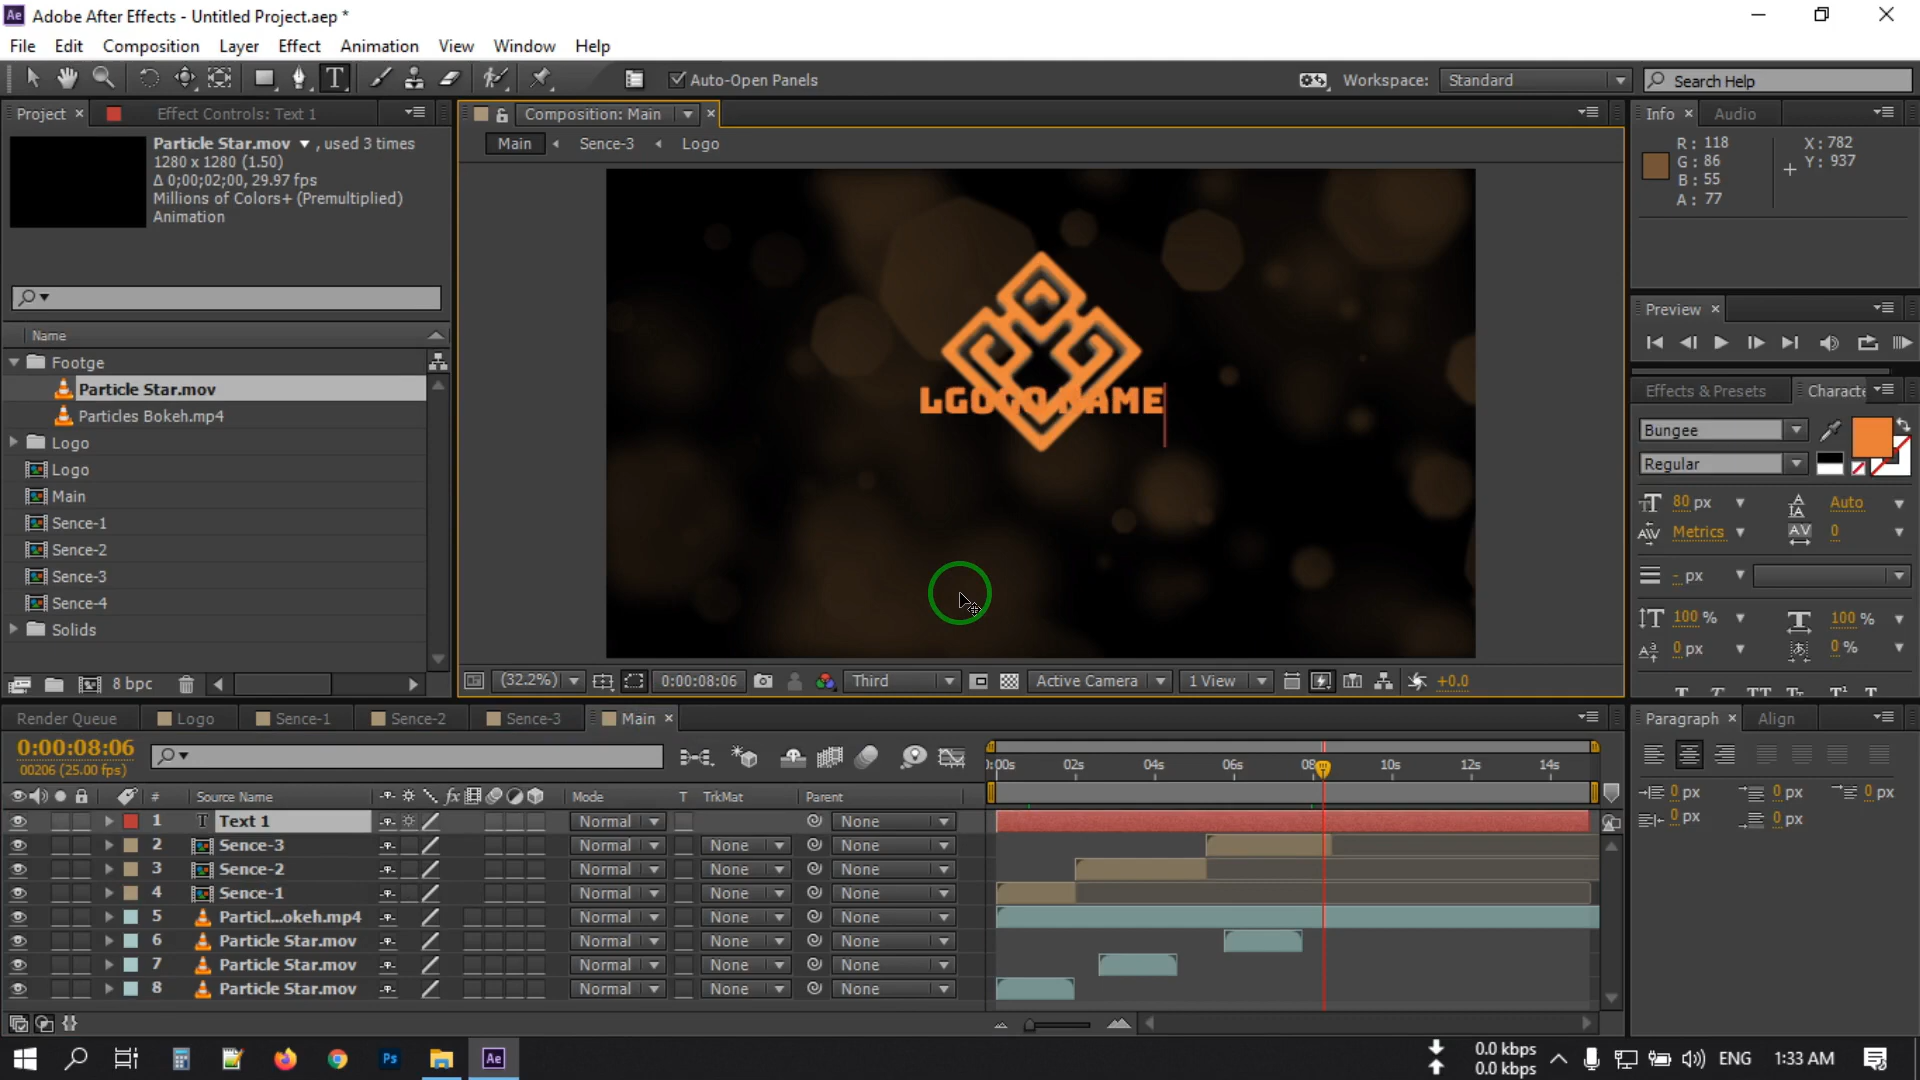 Adobe After Effects - Untitled Project.aep *
File Edit Composition Layer Effect Animation View Window Help
Auto-Open Panels
Workspace: Standard
Search Help
Project
Effect Controls: Text 1
Particle Star.mov , used 3 times
1280 x 1280 (1.50)
Δ 0;00;02;00, 29.97 fps
Millions of Colors+ (Premultiplied)
Animation
Name
Footge
Particle Star.mov
Particles Bokeh.mp4
Logo
Logo
Main
Sence-1
Sence-2
Sence-3
Sence-4
Solids
8 bpc
Composition: Main
Main Sence-3 Logo
LGOGO NAME
(32.2%) 0:00:08:06 Third Active Camera 1 View +0.0
Info Audio
R: 118
G: 86
B: 55
A: 77
X: 782
Y: 937
Preview
Effects & Presets Characte
Bungee
Regular
80 px Auto
Metrics 0
- px
100 % 100 %
0 px 0 %
Paragraph Align
0 px 0 px 0 px
0 px 0 px
Render Queue Logo Sence-1 Sence-2 Sence-3 Main
0:00:08:06
00206 (25.00 fps)
):00s 02s 04s 06s 08 10s 12s 14s
# Source Name Mode T TrkMat Parent
1 Text 1 Normal None
2 Sence-3 Normal None None
3 Sence-2 Normal None None
4 Sence-1 Normal None None
5 Particl...okeh.mp4 Normal None None
6 Particle Star.mov Normal None None
7 Particle Star.mov Normal None None
8 Particle Star.mov Normal None None
0.0 kbps
0.0 kbps
ENG 1:33 AM